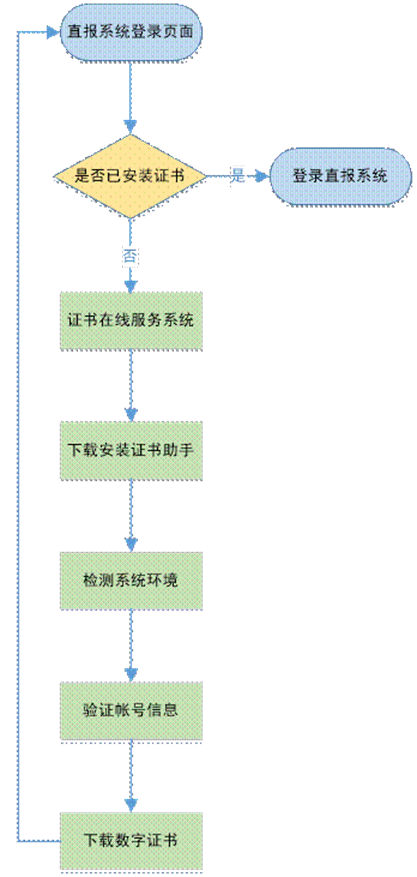 直报系统登录页面
是否已安装证书
是
登录直报系统
否
证书在线服务系统
下载安装证书助手
检测系统环境
验证帐号信息
下载数字证书